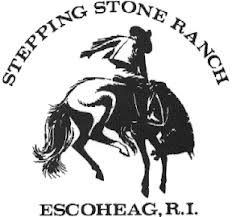 STEPPING STONE RANCH
ESCOHEAG, R.I.